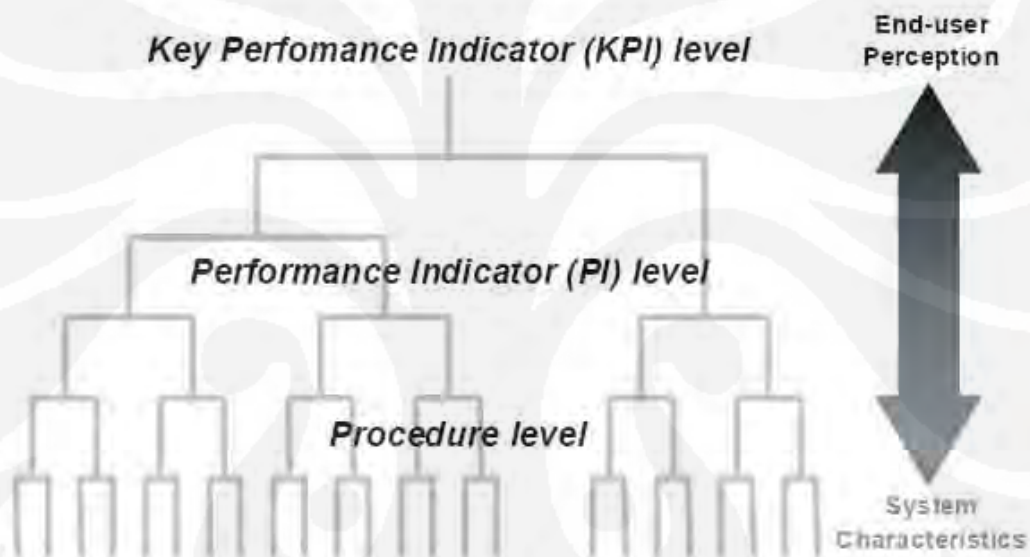 End-user
Perception
Key Perfomance Indicator (KPI) level
Performance Indicator (PI) level
Procedure level
System
Characteristics